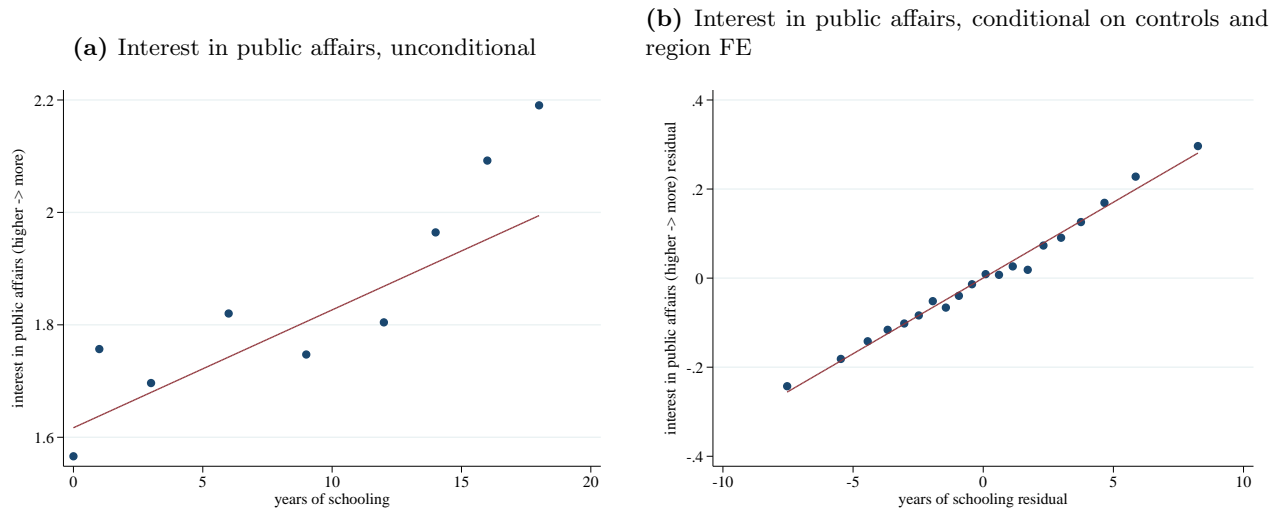 (a) Interest in public affairs, unconditional
2.2
2
1.8
1.6
interest in public affairs (higher -> more)
0
5
10
15
20
years of schooling
(b) Interest in public affairs, conditional on controls and
region FE
.4
.2
0
-.2
-.4
interest in public affairs (higher -> more) residual
-10
-5
0
5
10
years of schooling residual